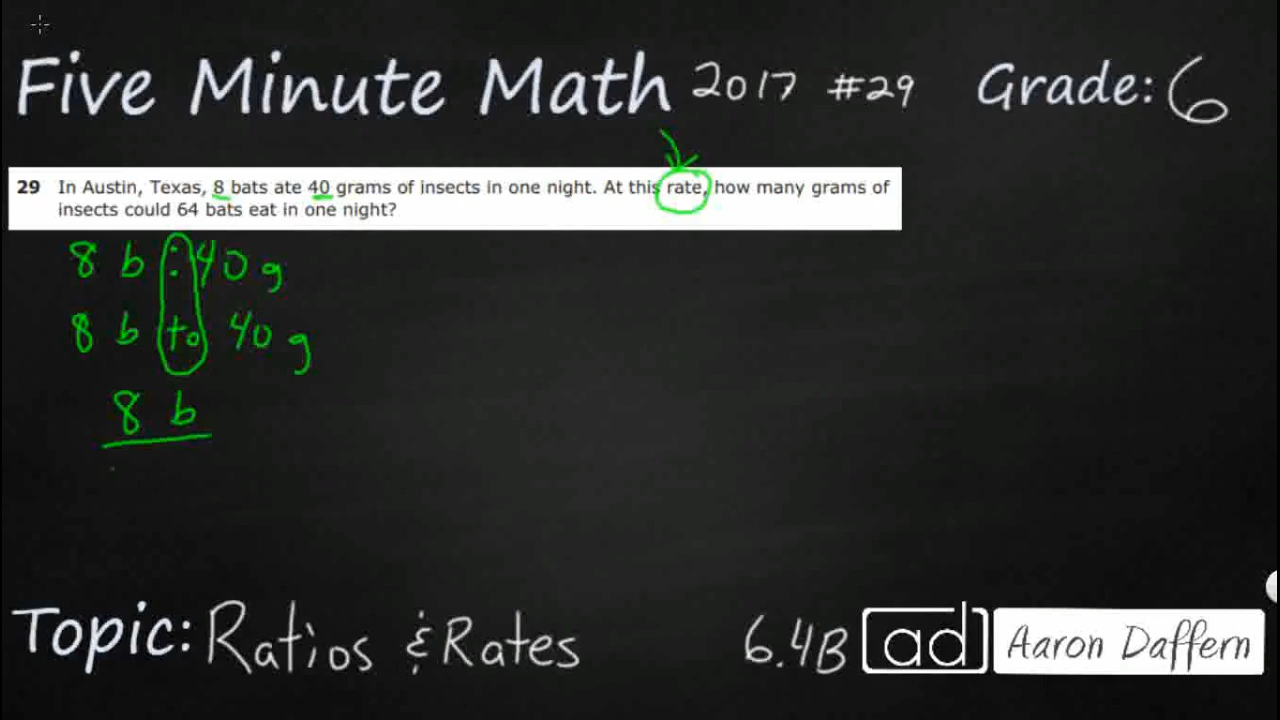 Five Minute Math 2017 #29 Grade: 6
29 In Austin, Texas, 8 bats ate 40 grams of insects in one night. At this rate, how many grams of
insects could 64 bats eat in one night?
8 b : 40 g
8 b to 40 g
8 b
Topic: Ratios & Rates 6.4B ad Aaron Daffern